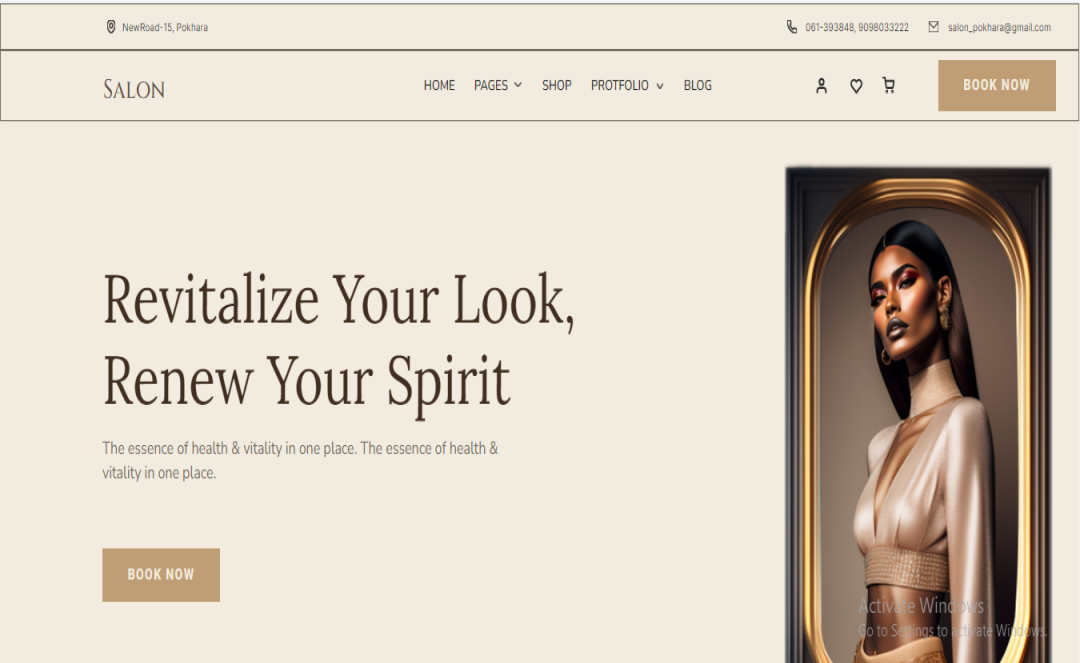 NewRoad-15, Pokhara
061-393848, 9098033222
salon_pokhara@gmail.com
SALON
HOME
PAGES
SHOP
PROTFOLIO
BLOG
BOOK NOW
Revitalize Your Look,
Renew Your Spirit
The essence of health & vitality in one place. The essence of health &
vitality in one place.
BOOK NOW
Activate Windows
Go to Settings to activate Windows.